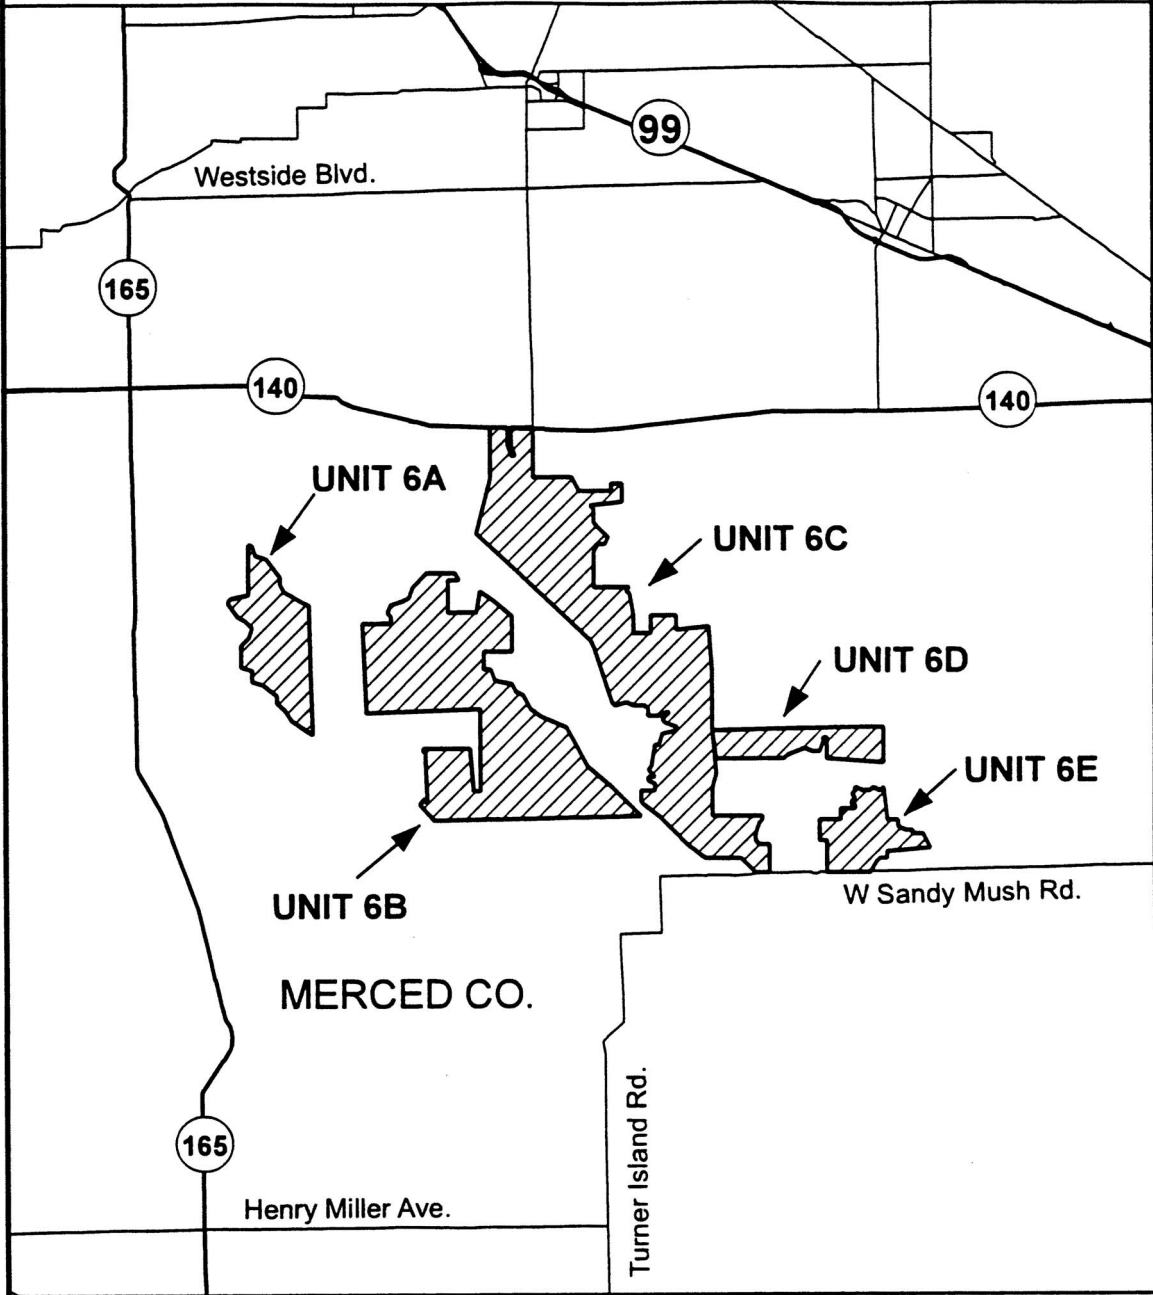 99
Westside Blvd.
165
140
140
UNIT 6A
UNIT 6C
UNIT 6D
UNIT 6E
W Sandy Mush Rd.
UNIT 6B
MERCED CO.
Turner Island Rd.
165
Henry Miller Ave.